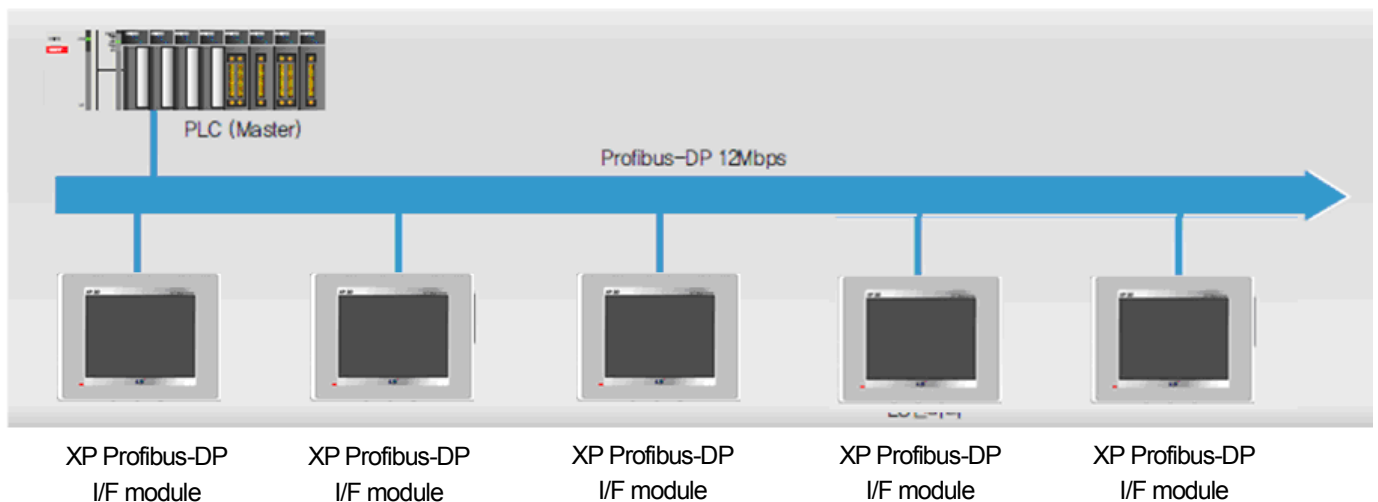 PLC (Master)
Profibus-DP 12Mbps
XP Profibus-DP
I/F module
XP Profibus-DP
I/F module
XP Profibus-DP
I/F module
XP Profibus-DP
I/F module
XP Profibus-DP
I/F module